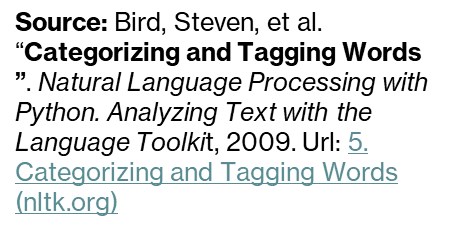 Source: Bird, Steven, et al.
“Categorizing and Tagging Words
”. Natural Language Processing with
Python. Analyzing Text with the
Language Toolkit, 2009. Url: 5.
Categorizing and Tagging Words
(nltk.org)